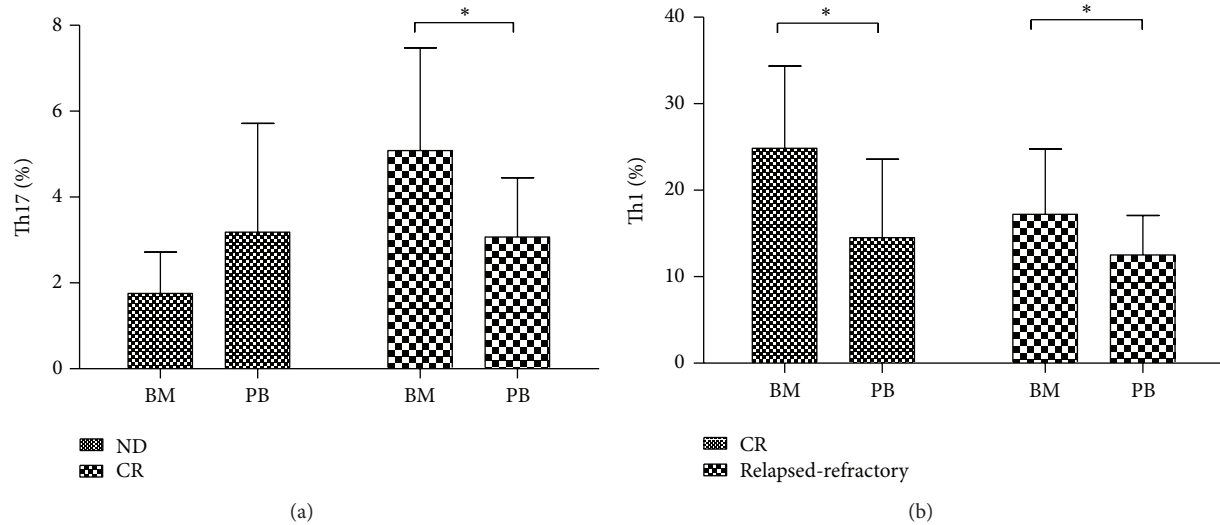 8
6
4
2
0
Th17 (%)
*
BM
PB
BM
PB
ND
CR
(a)
40
30
20
10
0
Th1 (%)
*
*
BM
PB
BM
PB
CR
Relapsed-refractory
(b)